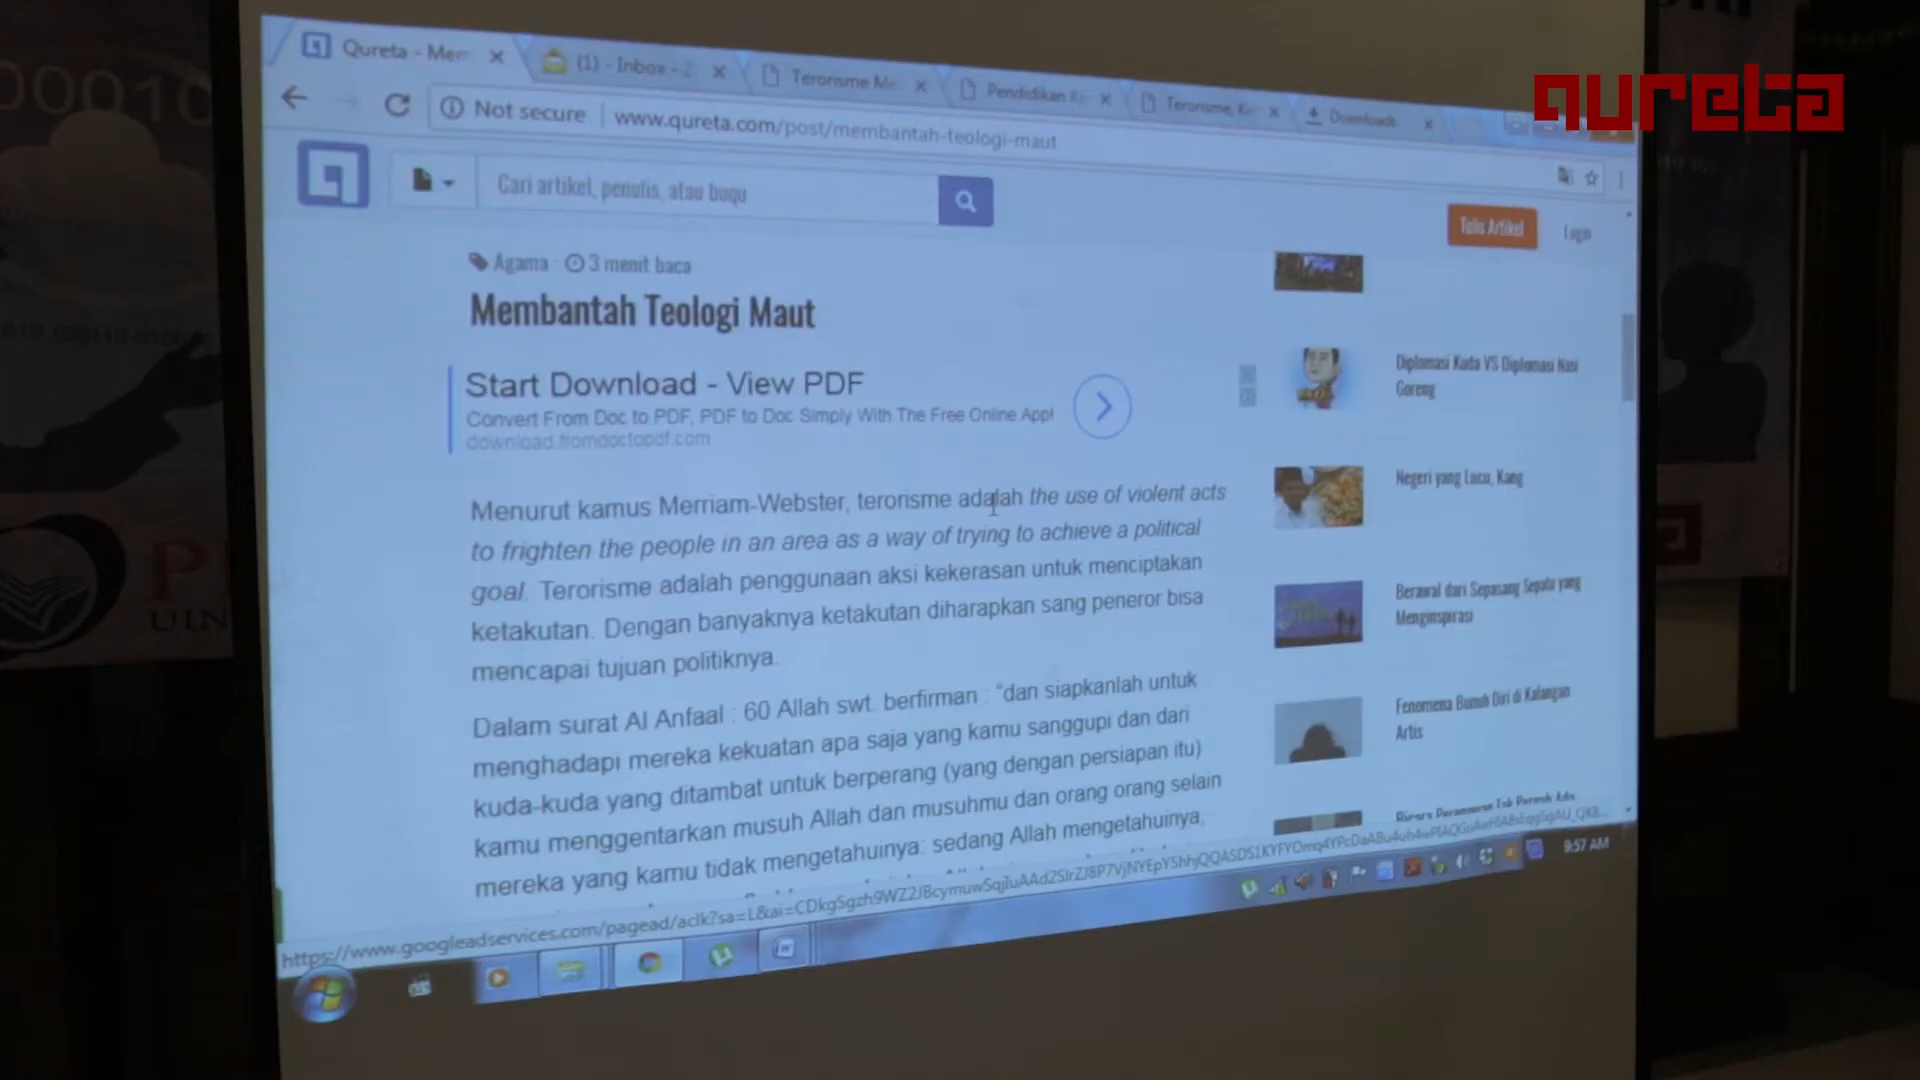 qureta
Qureta - Mem
(1) - Inbox - 2
Terorisme Me
Pendidikan Ke
Terorisme, Ke
Downloads
Not secure
www.qureta.com/post/membantah-teologi-maut
Cari artikel, penulis, atau buqu
Tulis Artikel
Login
Agama
3 menit baca
Membantah Teologi Maut
Start Download - View PDF
Convert From Doc to PDF, PDF to Doc Simply With The Free Online App!
download.fromdoctopdf.com
Menurut kamus Merriam-Webster, terorisme adalah the use of violent acts
to frighten the people in an area as a way of trying to achieve a political
goal. Terorisme adalah penggunaan aksi kekerasan untuk menciptakan
ketakutan. Dengan banyaknya ketakutan diharapkan sang peneror bisa
mencapai tujuan politiknya.
Dalam surat Al Anfaal : 60 Allah swt. berfirman : “dan siapkanlah untuk
menghadapi mereka kekuatan apa saja yang kamu sanggupi dan dari
kuda-kuda yang ditambat untuk berperang (yang dengan persiapan itu)
kamu menggentarkan musuh Allah dan musuhmu dan orang orang selain
mereka yang kamu tidak mengetahuinya: sedang Allah mengetahuinya,
Diplomasi Kuda VS Diplomasi Nasi
Goreng
Negeri yang Lucu, Kang
Berawal dari Sepasang Sepatu yang
Menginspirasi
Fenomena Bunuh Diri di Kalangan
Artis
9:57 AM
UIN